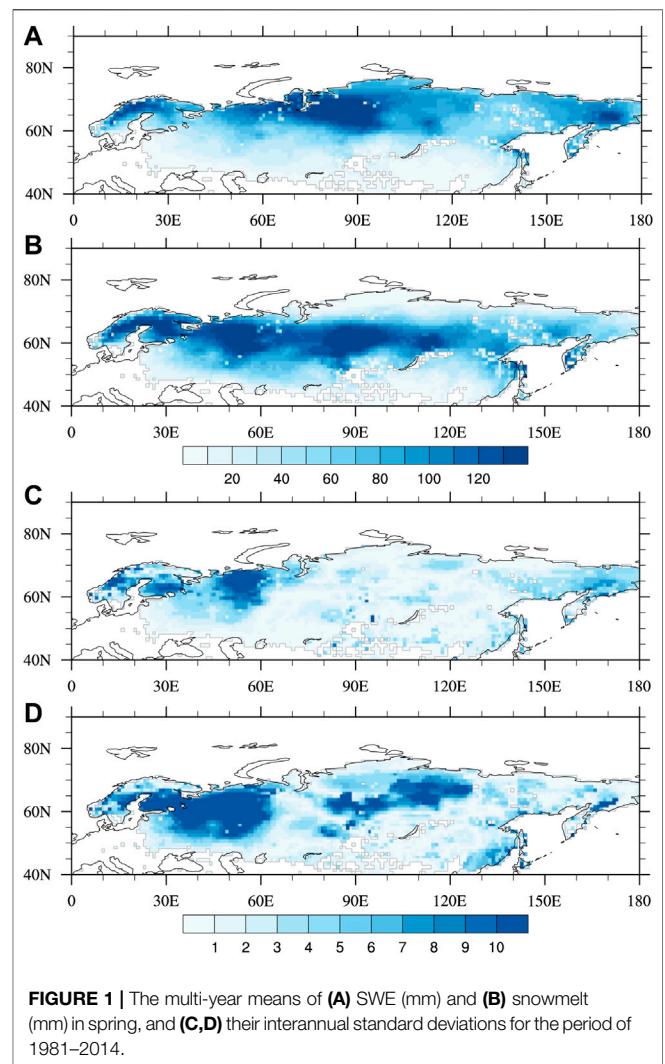 A
80N
60N
40N
0 30E 60E 90E 120E 150E 180
B
80N
60N
40N
0 30E 60E 90E 120E 150E 180
20 40 60 80 100 120
C
80N
60N
40N
0 30E 60E 90E 120E 150E 180
D
80N
60N
40N
0 30E 60E 90E 120E 150E 180
1 2 3 4 5 6 7 8 9 10
FIGURE 1 | The multi-year means of (A) SWE (mm) and (B) snowmelt
(mm) in spring, and (C,D) their interannual standard deviations for the period of
1981–2014.